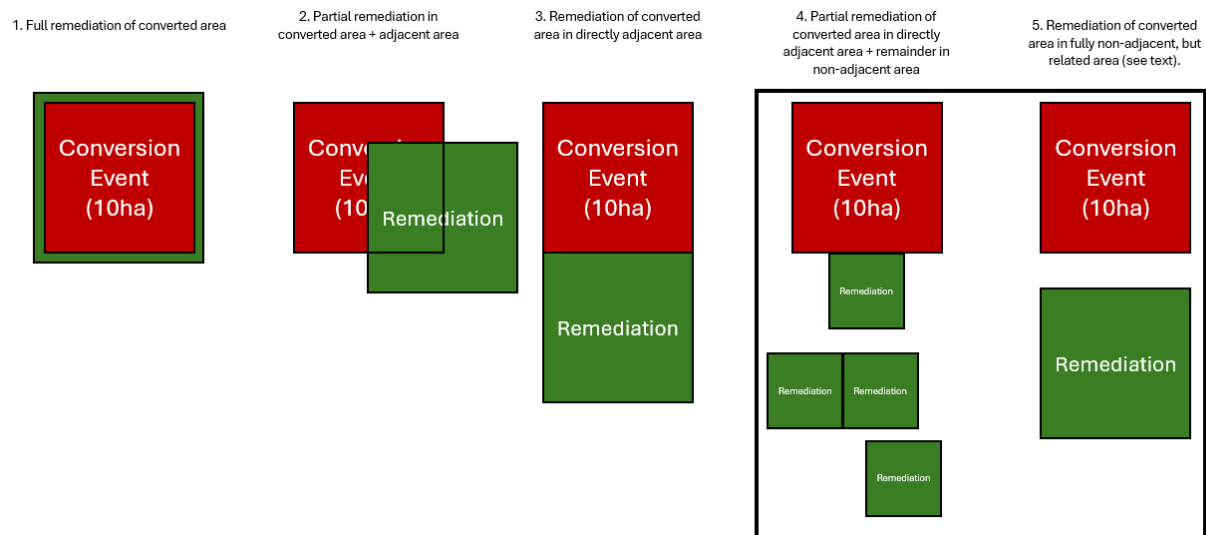 1. Full remediation of converted area
2. Partial remediation in
converted area + adjacent area
3. Remediation of converted
area in directly adjacent area
4. Partial remediation of
converted area in directly
adjacent area + remainder in
non-adjacent area
5. Remediation of converted
area in fully non-adjacent, but
related area (see text).
Conversion
Event
(10ha)
Conve
Ev
(10
Remediation
Conversion
Event
(10ha)
Remediation
Conversion
Event
(10ha)
Remediation
Remediation
Remediation
Remediation
Conversion
Event
(10ha)
Remediation